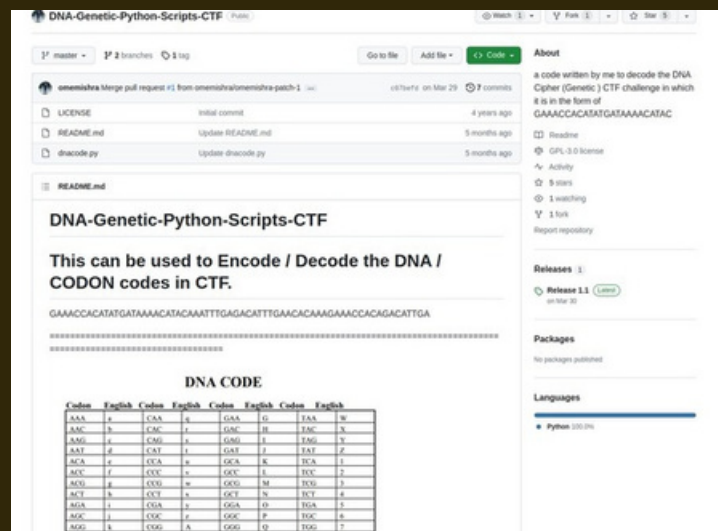 DNA-Genetic-Python-Scripts-CTF Public
Watch 1 Fork 1 Star 5
master 2 branches 1 tag Go to file Add file Code
omemishra Merge pull request #1 from omemishra/omemishra-patch-1 on Mar 29 7 commits
LICENSE Initial commit 4 years ago
README.md Update README.md 5 months ago
dnacode.py Update dnacode.py 5 months ago
README.md
DNA-Genetic-Python-Scripts-CTF
This can be used to Encode / Decode the DNA /
CODON codes in CTF.
GAAACCACATATGATAAAACATACAAATTTGAGACATTTGAACACAAAGAAACCACAGACATTGA
DNA CODE
Codon English Codon English Codon English Codon English
AAA a CAA q GAA G TAA W
AAC b CAC r GAC H TAC X
AAG c CAG s GAG I TAG Y
AAT d CAT t GAT J TAT Z
ACA e CCA u GCA K TCA 1
ACC f CCC v GCC L TCC 2
ACG g CCG w GCG M TCG 3
ACT h CCT x GCT N TCT 4
AGA i CGA y GGA O TGA 5
AGC j CGC z GGC P TGC 6
AGG k CGG A GGG Q TGG 7
About
a code written by me to decode the DNA
Cipher (Genetic ) CTF challenge in which
it is in the form of
GAAACCACATATGATAAAACATAC
Readme
GPL-3.0 license
Activity
5 stars
1 watching
1 fork
Report repository
Releases 1
Release 1.1 Latest
on Mar 30
Packages
No packages published
Languages
Python 100.0%